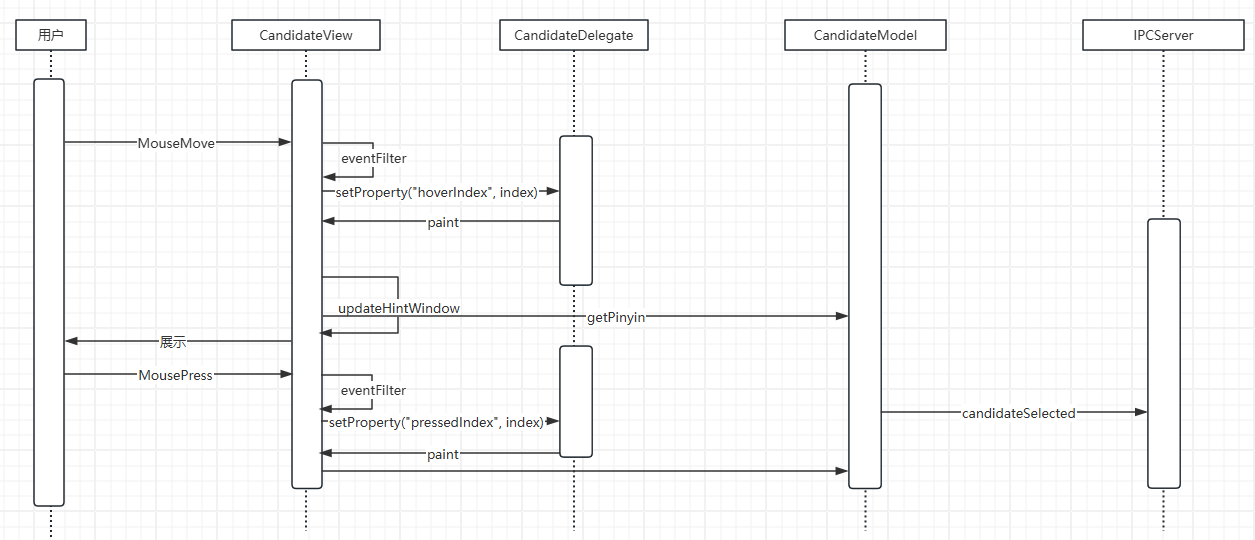 用户
CandidateView
CandidateDelegate
CandidateModel
IPCServer
MouseMove
eventFilter
setProperty("hoverIndex", index)
paint
updateHintWindow
getPinyin
展示
MousePress
eventFilter
candidateSelected
setProperty("pressedIndex", index)
paint